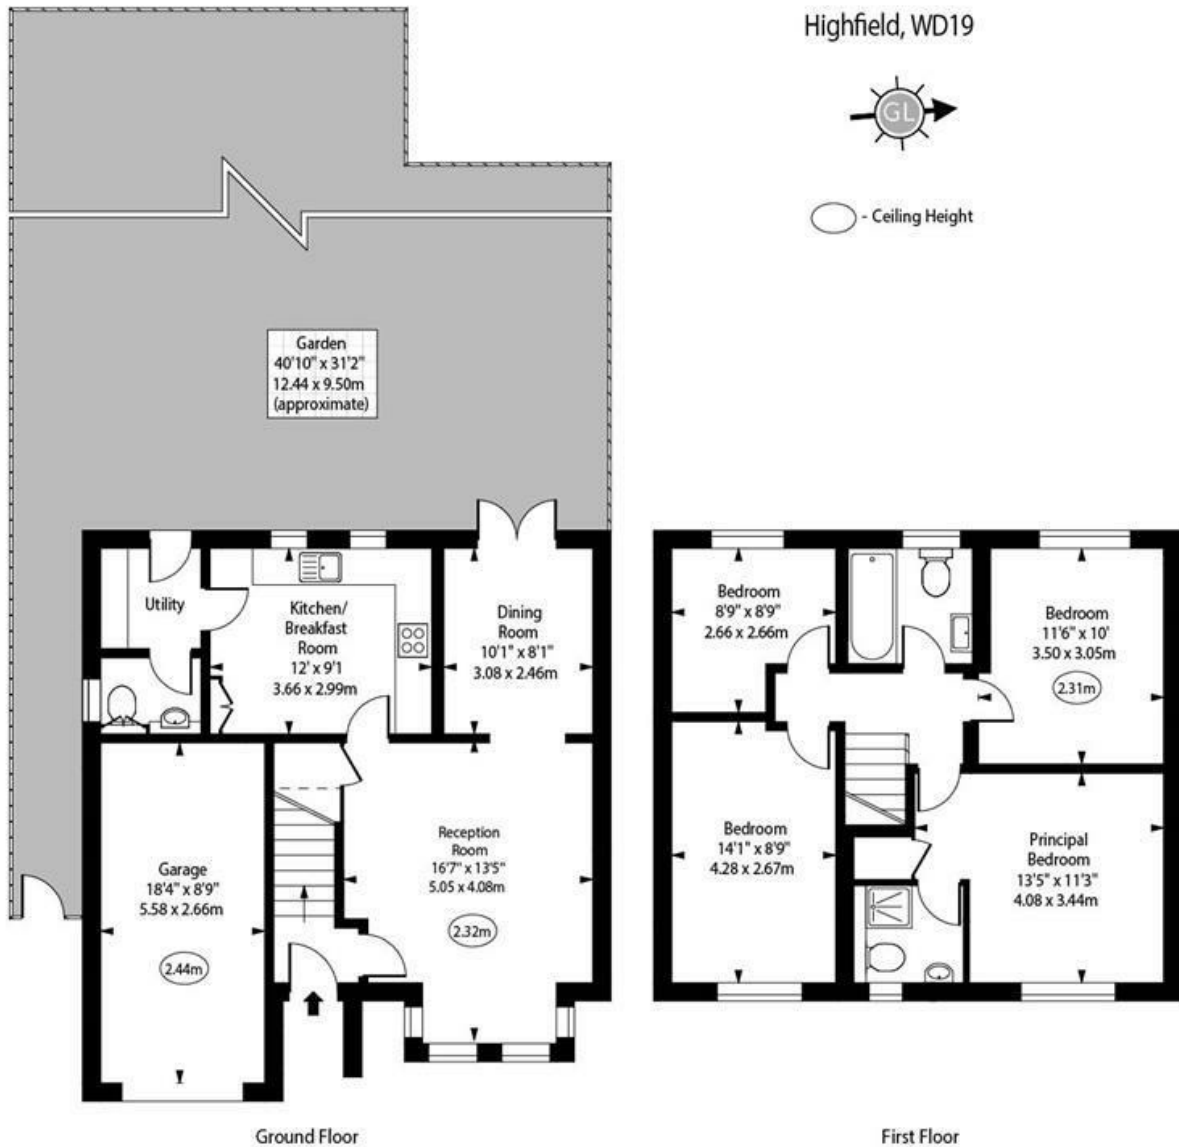 Highfield, WD19
GL
- Ceiling Height
Garden
40'10" x 31'2"
12.44 x 9.50m
(approximate)
Utility
Kitchen/
Breakfast
Room
12' x 9'1
3.66 x 2.99m
Dining
Room
10'1" x 8'1"
3.08 x 2.46m
Garage
18'4" x 8'9"
5.58 x 2.66m
2.44m
Reception
Room
16'7" x 13'5"
5.05 x 4.08m
2.32m
Ground Floor
Bedroom
8'9" x 8'9"
2.66 x 2.66m
Bedroom
11'6" x 10'
3.50 x 3.05m
2.31m
Bedroom
14'1" x 8'9"
4.28 x 2.67m
Principal
Bedroom
13'5" x 11'3"
4.08 x 3.44m
First Floor